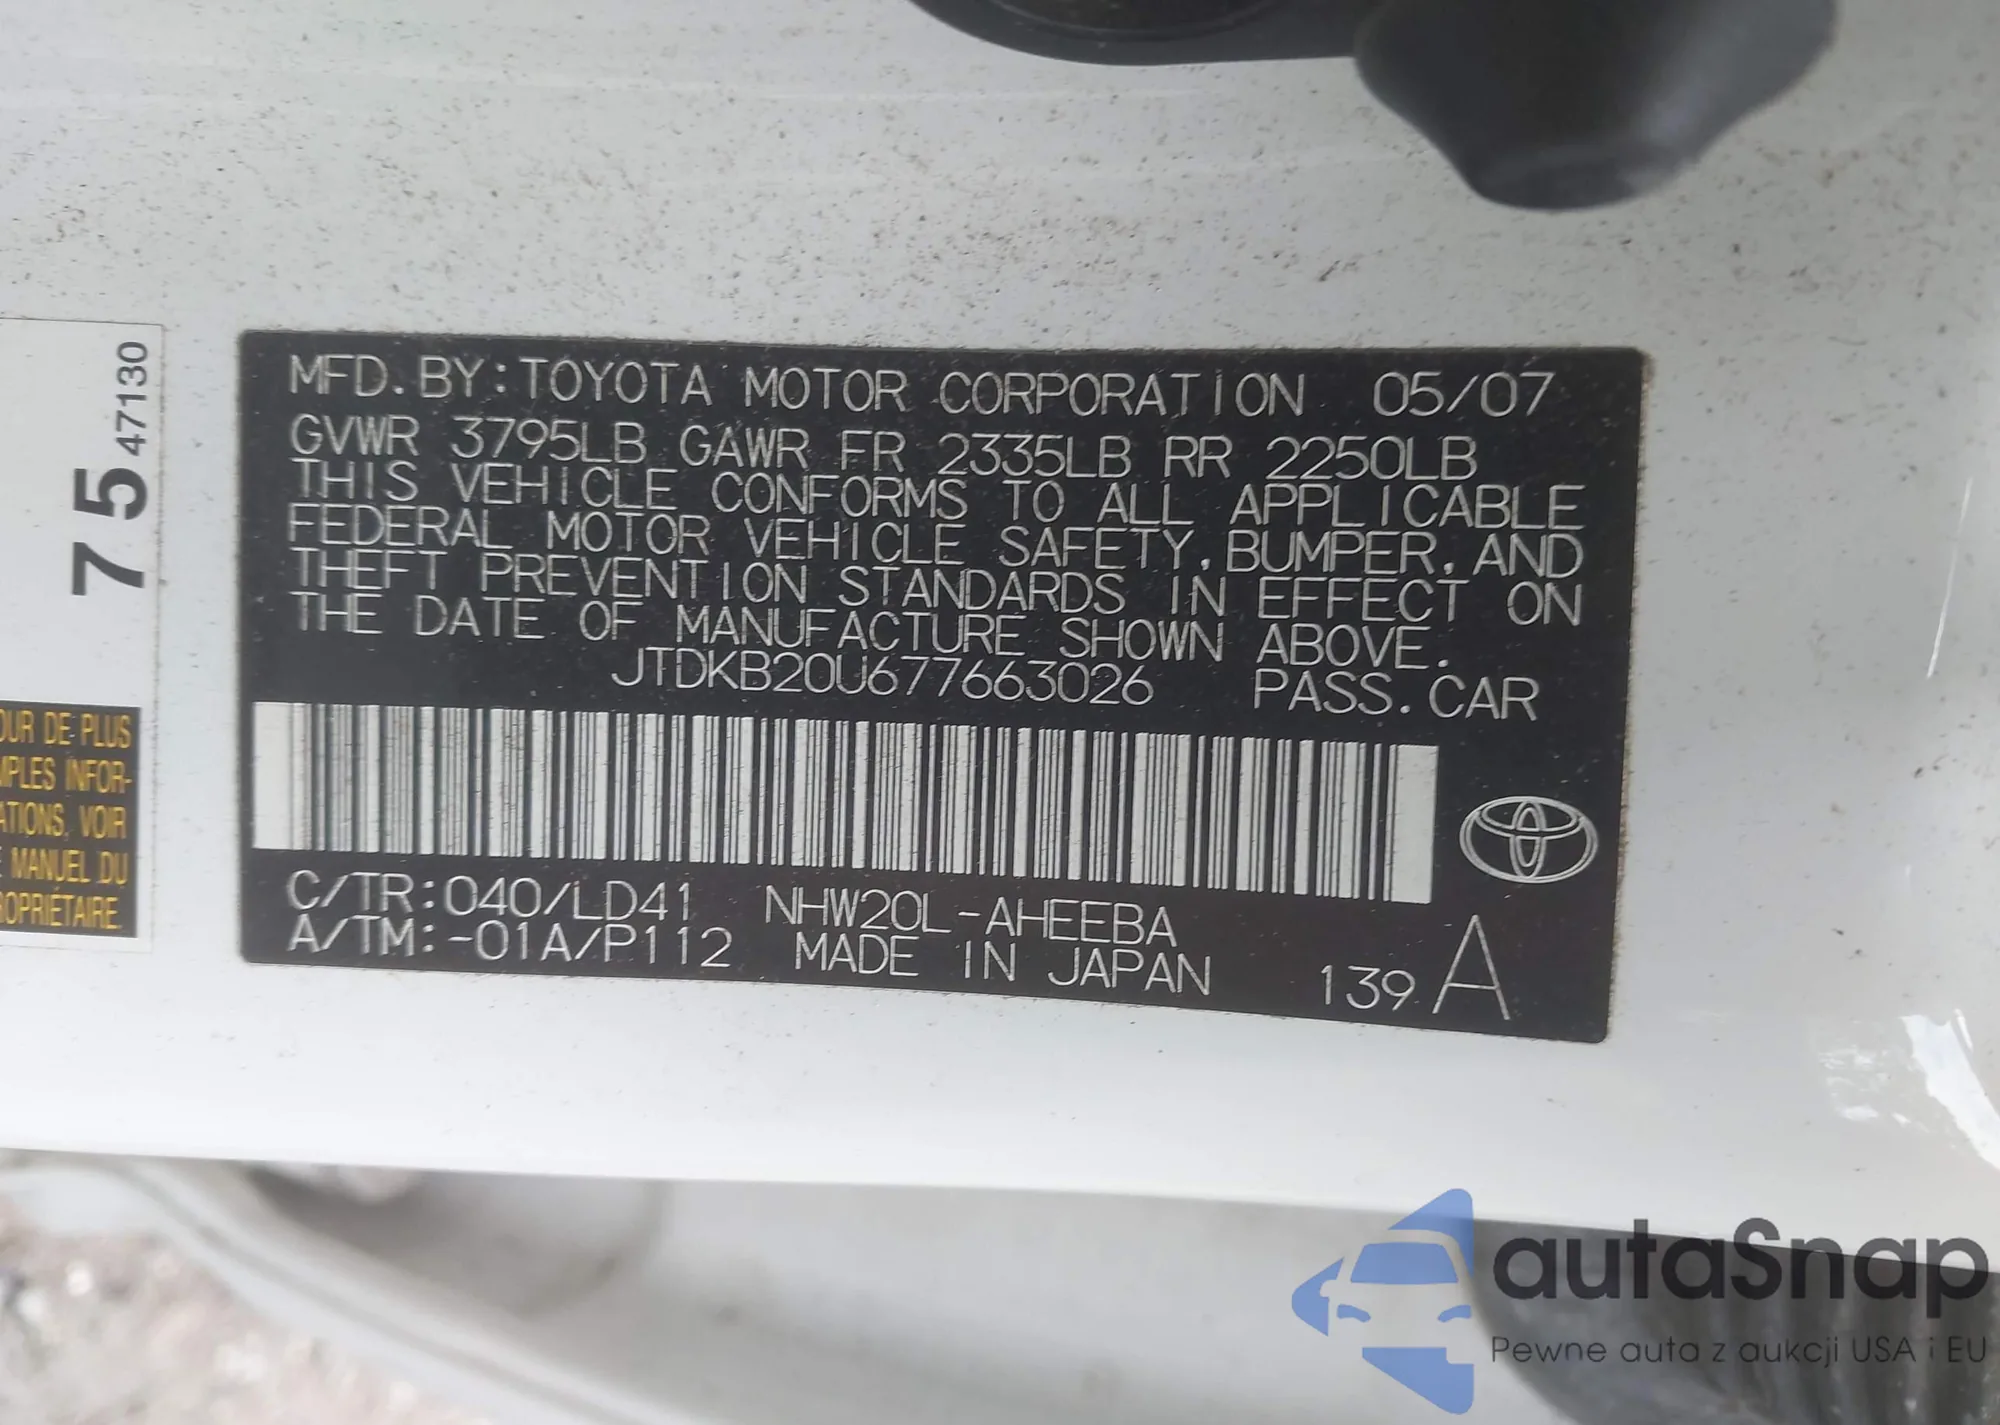 MFD. BY: TOYOTA MOTOR CORPORATION 05/07
GVWR 3795LB GAWR FR 2335LB RR 2250LB
THIS VEHICLE CONFORMS TO ALL APPLICABLE
FEDERAL MOTOR VEHICLE SAFETY, BUMPER, AND
THEFT PREVENTION STANDARDS IN EFFECT ON
THE DATE OF MANUFACTURE SHOWN ABOVE.
JTDKB20U677663026 PASS. CAR
C/TR: 040/LD41 NHW20L-AHEEBA
A/TM: -01A/P112 MADE IN JAPAN 139 A
75 47130
OUR DE PLUS
MPLES INFOR-
ATIONS, VOIR
E MANUEL DU
ROPRIÉTAIRE.
autaSnap
Pewne auta z aukcji USA i EU